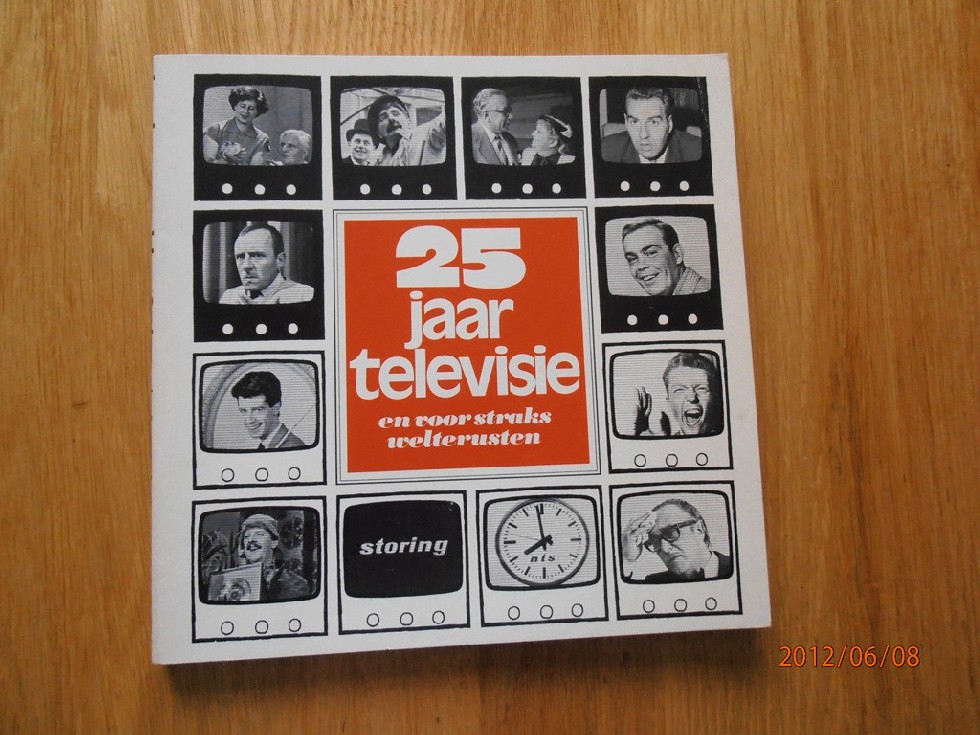 25
jaar
televisie
en voor straks
welterusten
storing
nts
2012/06/08